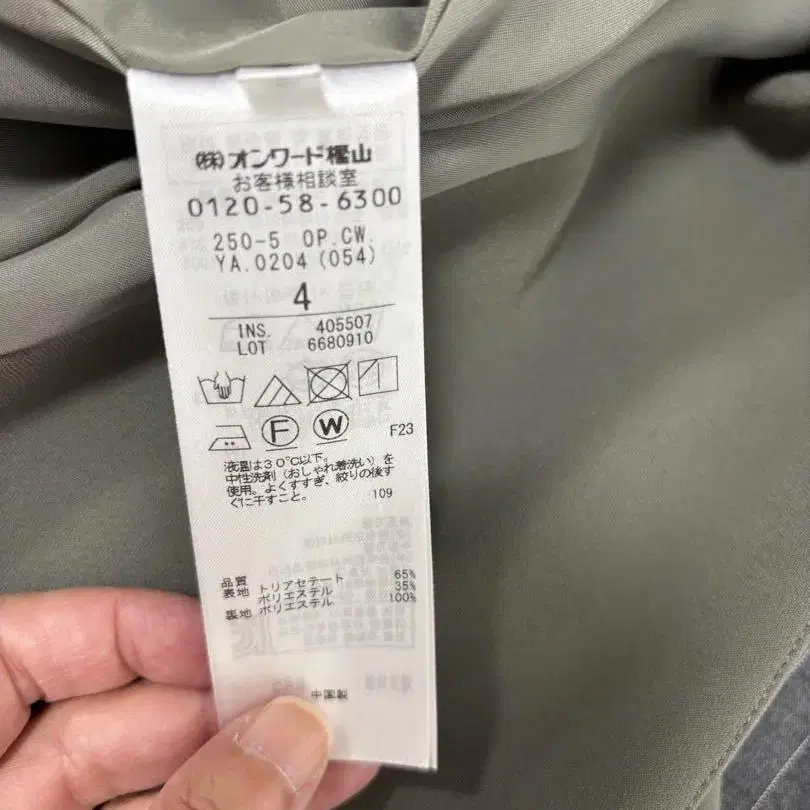 ㈱オンワード樫山
お客様相談室
0120-58-6300
250-5 OP.CW.
YA.0204(054)
4
INS. 405507
LOT 6680910
F W F23
液温は30℃以下。
中性洗剤（おしゃれ着洗い）を
使用。よくすすぎ、絞りの後す
ぐに干すこと。 109
品質
表地 トリアセテート 65%
ポリエステル 35%
裏地 ポリエステル 100%
中国製